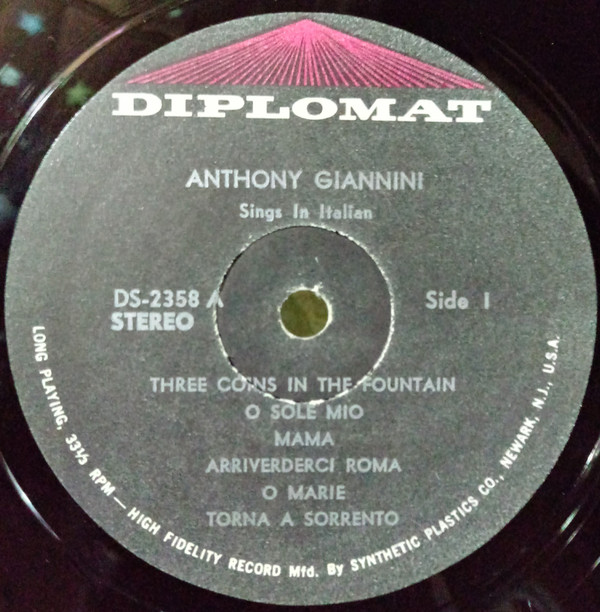 DIPLOMAT
ANTHONY GIANNINI
Sings In Italian
DS-2358 A
STEREO
Side 1
THREE COINS IN THE FOUNTAIN
O SOLE MIO
MAMA
ARRIVERDERCI ROMA
O MARIE
TORNA A SORRENTO
LONG PLAYING, 33⅓ RPM — HIGH FIDELITY RECORD Mfd. By SYNTHETIC PLASTICS CO., NEWARK, N.J., U.S.A.